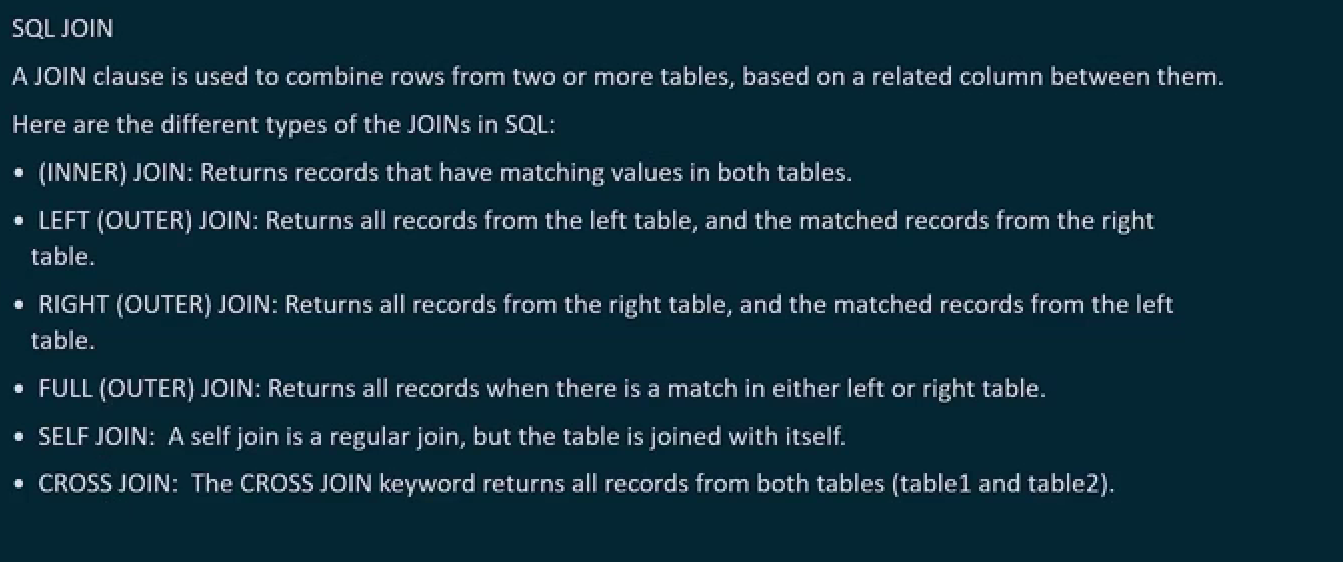 SQL JOIN
A JOIN clause is used to combine rows from two or more tables, based on a related column between them.
Here are the different types of the JOINs in SQL:
• (INNER) JOIN: Returns records that have matching values in both tables.
• LEFT (OUTER) JOIN: Returns all records from the left table, and the matched records from the right
table.
• RIGHT (OUTER) JOIN: Returns all records from the right table, and the matched records from the left
table.
• FULL (OUTER) JOIN: Returns all records when there is a match in either left or right table.
• SELF JOIN: A self join is a regular join, but the table is joined with itself.
• CROSS JOIN: The CROSS JOIN keyword returns all records from both tables (table1 and table2).